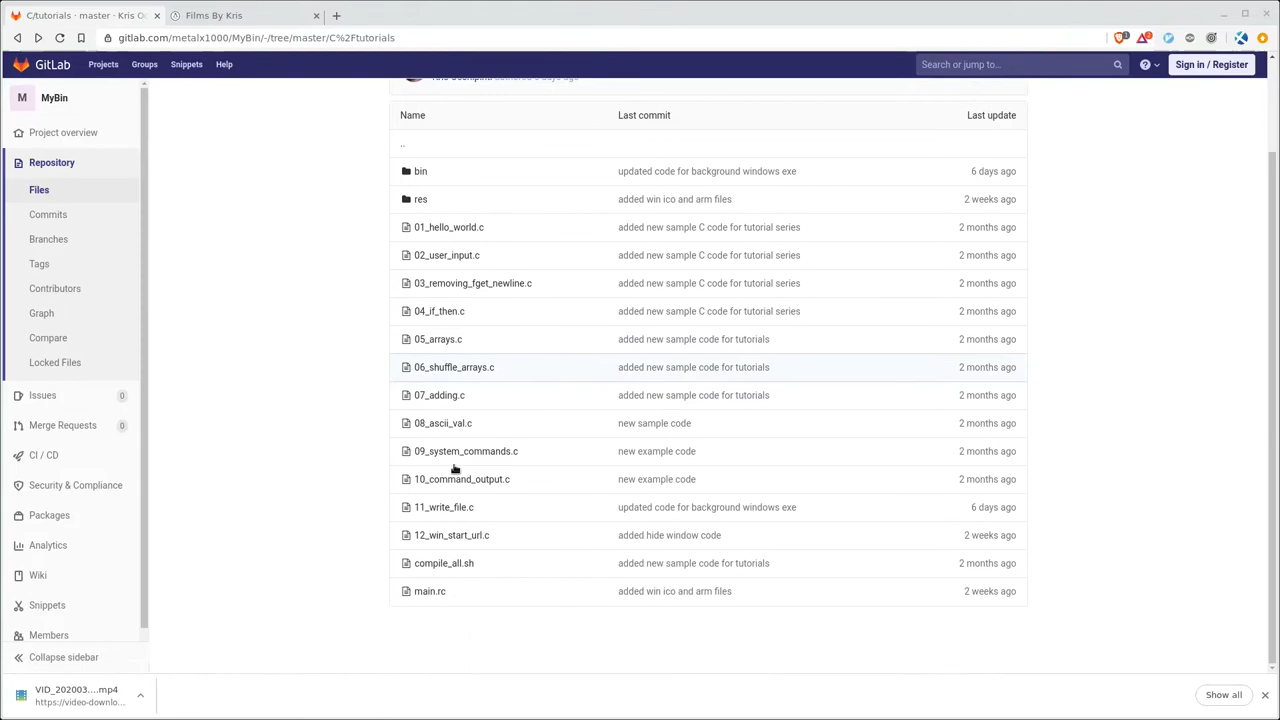 C/tutorials · master · Kris Oc
Films By Kris
gitlab.com/metalx1000/MyBin/-/tree/master/C%2Ftutorials
1
2
GitLab
Projects
Groups
Snippets
Help
Search or jump to...
Sign in / Register
M
MyBin
Project overview
Repository
Files
Commits
Branches
Tags
Contributors
Graph
Compare
Locked Files
Issues 0
Merge Requests 0
CI / CD
Security & Compliance
Packages
Analytics
Wiki
Snippets
Members
Collapse sidebar
Name Last commit Last update
..
bin updated code for background windows exe 6 days ago
res added win ico and arm files 2 weeks ago
01_hello_world.c added new sample C code for tutorial series 2 months ago
02_user_input.c added new sample C code for tutorial series 2 months ago
03_removing_fget_newline.c added new sample C code for tutorial series 2 months ago
04_if_then.c added new sample C code for tutorial series 2 months ago
05_arrays.c added new sample code for tutorials 2 months ago
06_shuffle_arrays.c added new sample code for tutorials 2 months ago
07_adding.c added new sample code for tutorials 2 months ago
08_ascii_val.c new sample code 2 months ago
09_system_commands.c new example code 2 months ago
10_command_output.c new example code 2 months ago
11_write_file.c updated code for background windows exe 6 days ago
12_win_start_url.c added hide window code 2 weeks ago
compile_all.sh added new sample code for tutorials 2 months ago
main.rc added win ico and arm files 2 weeks ago
VID_202003....mp4
https://video-downlo...
Show all